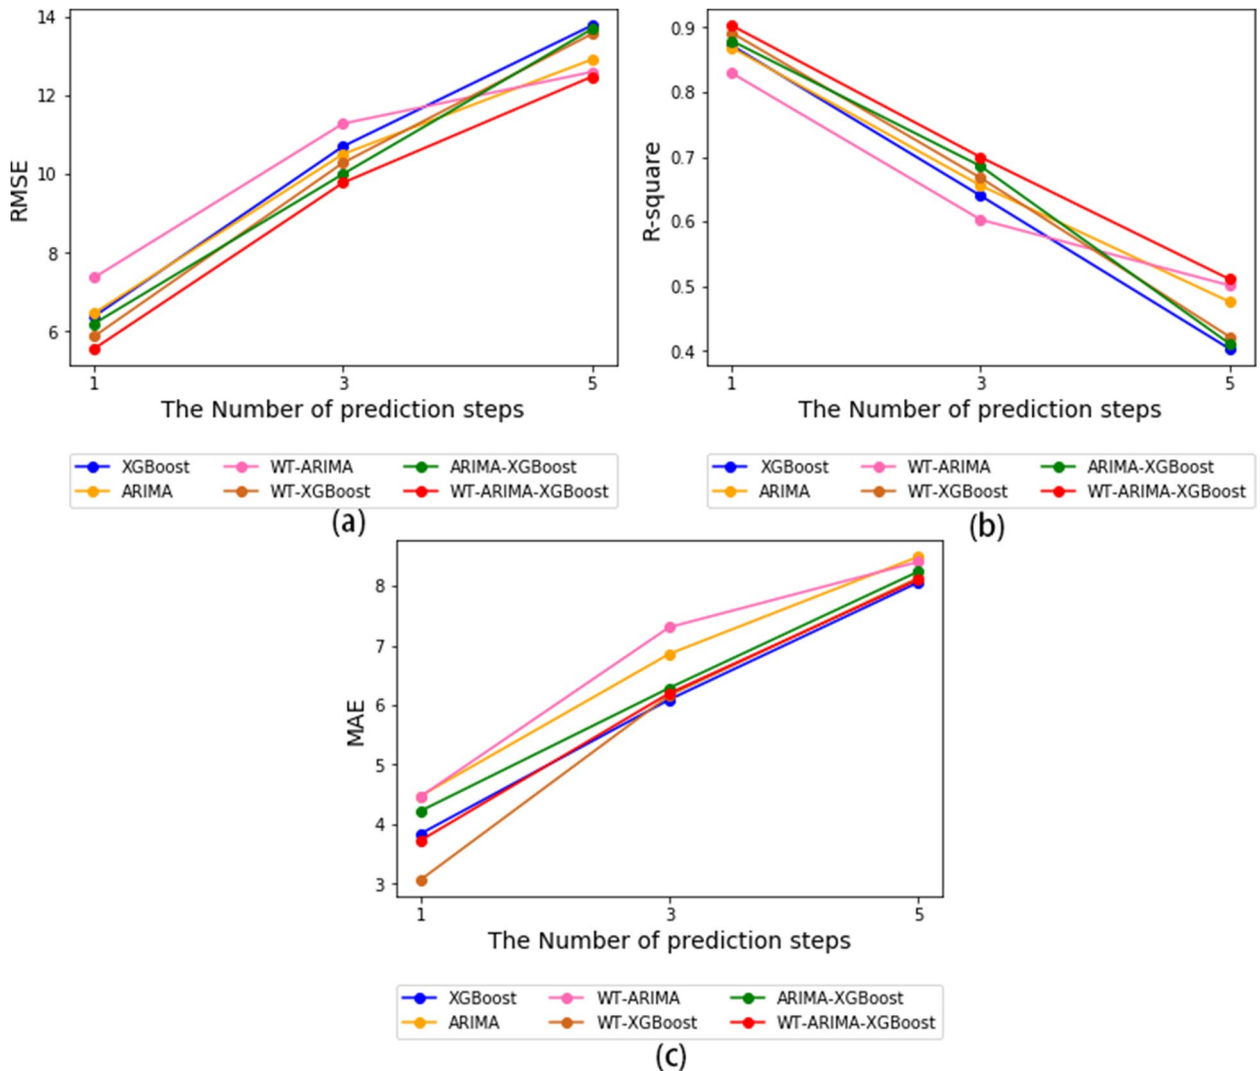 14
12
10
8
6
RMSE
1 3 5
The Number of prediction steps
XGBoost WT-ARIMA ARIMA-XGBoost
ARIMA WT-XGBoost WT-ARIMA-XGBoost
(a)
0.9
0.8
0.7
0.6
0.5
0.4
R-square
1 3 5
The Number of prediction steps
XGBoost WT-ARIMA ARIMA-XGBoost
ARIMA WT-XGBoost WT-ARIMA-XGBoost
(b)
8
7
6
5
4
3
MAE
1 3 5
The Number of prediction steps
XGBoost WT-ARIMA ARIMA-XGBoost
ARIMA WT-XGBoost WT-ARIMA-XGBoost
(c)